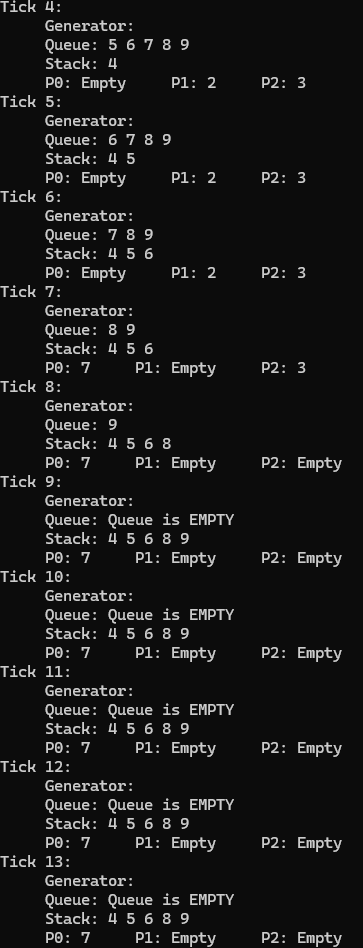 Tick 4:
Generator:
Queue: 5 6 7 8 9
Stack: 4
P0: Empty P1: 2 P2: 3
Tick 5:
Generator:
Queue: 6 7 8 9
Stack: 4 5
P0: Empty P1: 2 P2: 3
Tick 6:
Generator:
Queue: 7 8 9
Stack: 4 5 6
P0: Empty P1: 2 P2: 3
Tick 7:
Generator:
Queue: 8 9
Stack: 4 5 6
P0: 7 P1: Empty P2: 3
Tick 8:
Generator:
Queue: 9
Stack: 4 5 6 8
P0: 7 P1: Empty P2: Empty
Tick 9:
Generator:
Queue: Queue is EMPTY
Stack: 4 5 6 8 9
P0: 7 P1: Empty P2: Empty
Tick 10:
Generator:
Queue: Queue is EMPTY
Stack: 4 5 6 8 9
P0: 7 P1: Empty P2: Empty
Tick 11:
Generator:
Queue: Queue is EMPTY
Stack: 4 5 6 8 9
P0: 7 P1: Empty P2: Empty
Tick 12:
Generator:
Queue: Queue is EMPTY
Stack: 4 5 6 8 9
P0: 7 P1: Empty P2: Empty
Tick 13:
Generator:
Queue: Queue is EMPTY
Stack: 4 5 6 8 9
P0: 7 P1: Empty P2: Empty